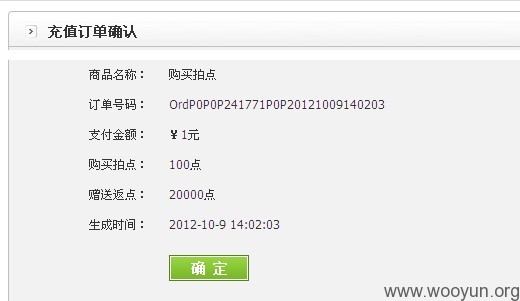 充值订单确认
商品名称： 购买拍点
订单号码： OrdP0P0P241771P0P20121009140203
支付金额： ￥1元
购买拍点： 100点
赠送返点： 20000点
生成时间： 2012-10-9 14:02:03
确 定
www.wooyun.org